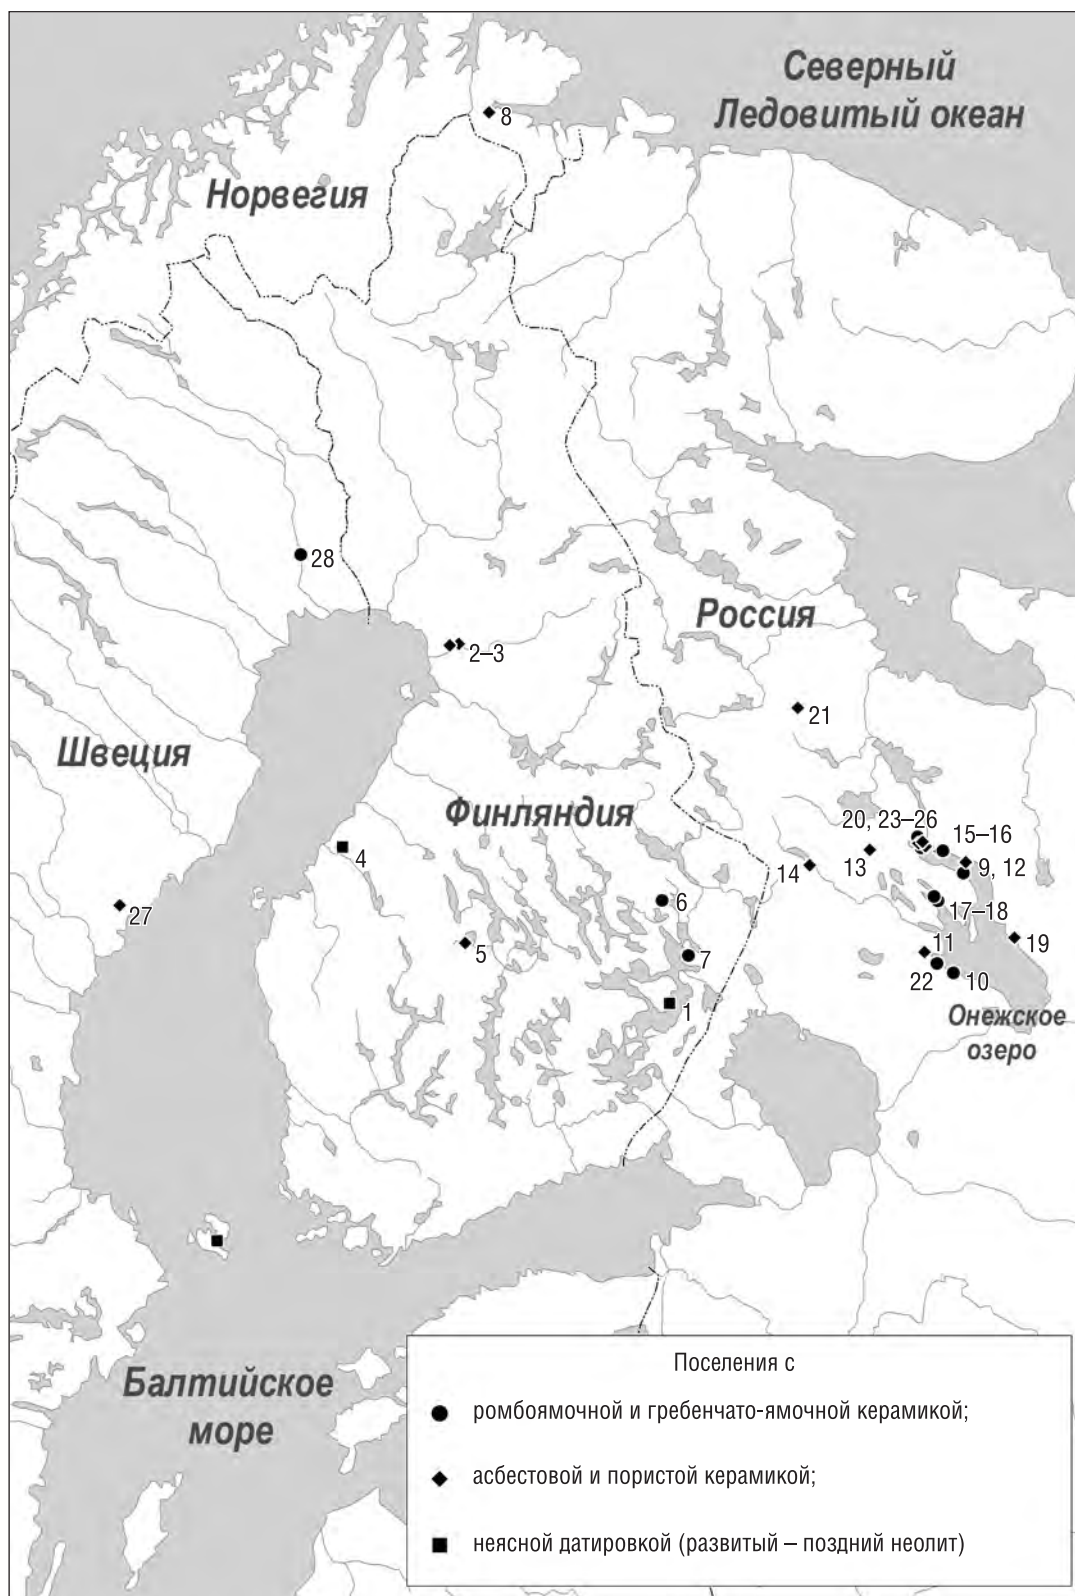 Северный
Ледовитый океан
8
Норвегия
28
Россия
2–3
21
Швеция
Финляндия
20, 23–26
15–16
4
13
14
9, 12
6
27
17–18
5
11
19
7
22
10
1
Онежское
озеро
Балтийское
море
Поселения с
ромбоямочной и гребенчато-ямочной керамикой;
асбестовой и пористой керамикой;
неясной датировкой (развитый – поздний неолит)